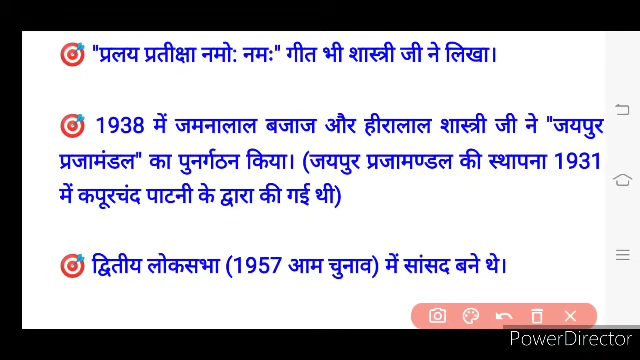 "प्रलय प्रतीक्षा नमो: नमः" गीत भी शास्त्री जी ने लिखा।
1938 में जमनालाल बजाज और हीरालाल शास्त्री जी ने "जयपुर
प्रजामंडल" का पुनर्गठन किया। (जयपुर प्रजामण्डल की स्थापना 1931
में कपूरचंद पाटनी के द्वारा की गई थी)
द्वितीय लोकसभा (1957 आम चुनाव) में सांसद बने थे।
PowerDirector